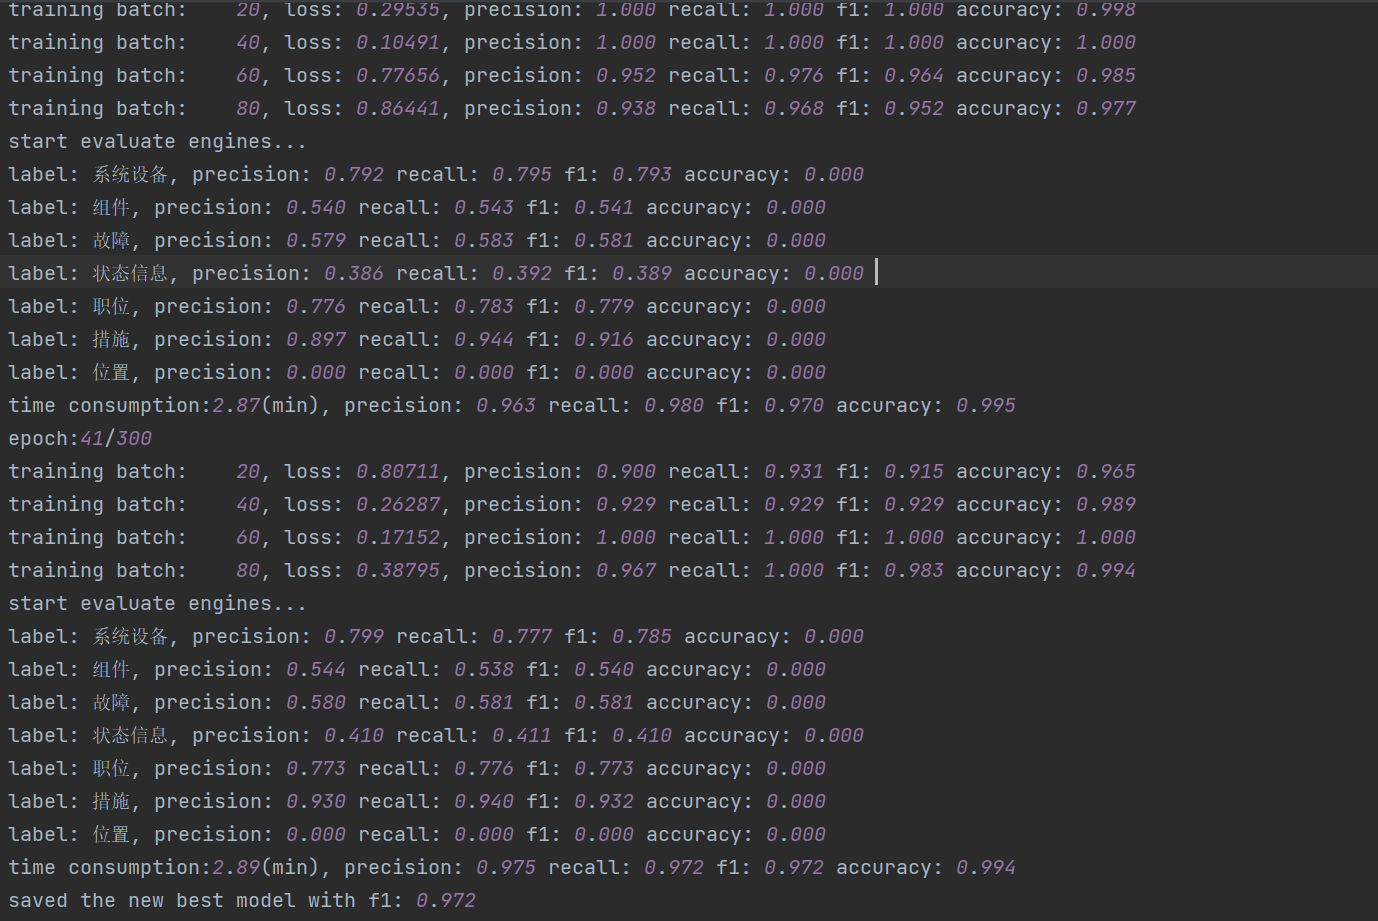 training batch:    20, loss: 0.29535, precision: 1.000 recall: 1.000 f1: 1.000 accuracy: 0.998
training batch:    40, loss: 0.10491, precision: 1.000 recall: 1.000 f1: 1.000 accuracy: 1.000
training batch:    60, loss: 0.77656, precision: 0.952 recall: 0.976 f1: 0.964 accuracy: 0.985
training batch:    80, loss: 0.86441, precision: 0.938 recall: 0.968 f1: 0.952 accuracy: 0.977
start evaluate engines...
label: 系统设备, precision: 0.792 recall: 0.795 f1: 0.793 accuracy: 0.000
label: 组件, precision: 0.540 recall: 0.543 f1: 0.541 accuracy: 0.000
label: 故障, precision: 0.579 recall: 0.583 f1: 0.581 accuracy: 0.000
label: 状态信息, precision: 0.386 recall: 0.392 f1: 0.389 accuracy: 0.000
label: 职位, precision: 0.776 recall: 0.783 f1: 0.779 accuracy: 0.000
label: 措施, precision: 0.897 recall: 0.944 f1: 0.916 accuracy: 0.000
label: 位置, precision: 0.000 recall: 0.000 f1: 0.000 accuracy: 0.000
time consumption:2.87(min), precision: 0.963 recall: 0.980 f1: 0.970 accuracy: 0.995
epoch:41/300
training batch:    20, loss: 0.80711, precision: 0.900 recall: 0.931 f1: 0.915 accuracy: 0.965
training batch:    40, loss: 0.26287, precision: 0.929 recall: 0.929 f1: 0.929 accuracy: 0.989
training batch:    60, loss: 0.17152, precision: 1.000 recall: 1.000 f1: 1.000 accuracy: 1.000
training batch:    80, loss: 0.38795, precision: 0.967 recall: 1.000 f1: 0.983 accuracy: 0.994
start evaluate engines...
label: 系统设备, precision: 0.799 recall: 0.777 f1: 0.785 accuracy: 0.000
label: 组件, precision: 0.544 recall: 0.538 f1: 0.540 accuracy: 0.000
label: 故障, precision: 0.580 recall: 0.581 f1: 0.581 accuracy: 0.000
label: 状态信息, precision: 0.410 recall: 0.411 f1: 0.410 accuracy: 0.000
label: 职位, precision: 0.773 recall: 0.776 f1: 0.773 accuracy: 0.000
label: 措施, precision: 0.930 recall: 0.940 f1: 0.932 accuracy: 0.000
label: 位置, precision: 0.000 recall: 0.000 f1: 0.000 accuracy: 0.000
time consumption:2.89(min), precision: 0.975 recall: 0.972 f1: 0.972 accuracy: 0.994
saved the new best model with f1: 0.972